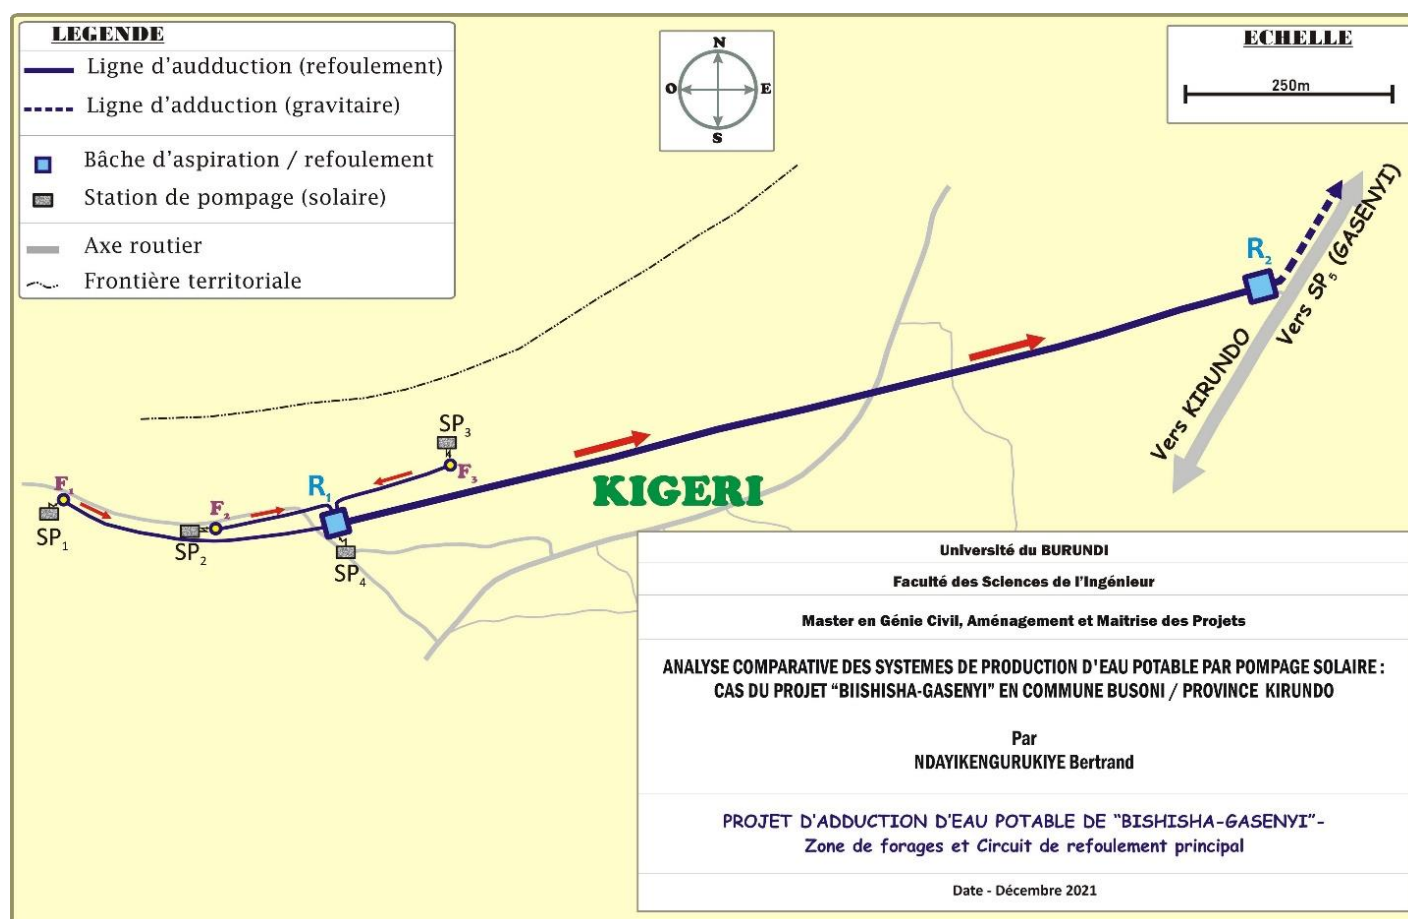 LEGENDE
Ligne d'audduction (refoulement)
Ligne d'adduction (gravitaire)
Bâche d'aspiration / refoulement
Station de pompage (solaire)
Axe routier
Frontière territoriale
N
O
E
S
ECHELLE
250m
R2
Vers SP5 (GASENYI)
Vers KIRUNDO
SP3
F3
F1
R1
F2
KIGERI
SP1
SP2
SP4
Université du BURUNDI
Faculté des Sciences de l'Ingénieur
Master en Génie Civil, Aménagement et Maitrise des Projets
ANALYSE COMPARATIVE DES SYSTEMES DE PRODUCTION D'EAU POTABLE PAR POMPAGE SOLAIRE :
CAS DU PROJET “BIISHISHA-GASENYI” EN COMMUNE BUSONI / PROVINCE KIRUNDO
Par
NDAYIKENGURUKIYE Bertrand
PROJET D'ADDUCTION D'EAU POTABLE DE “BISHISHA-GASENYI”-
Zone de forages et Circuit de refoulement principal
Date - Décembre 2021